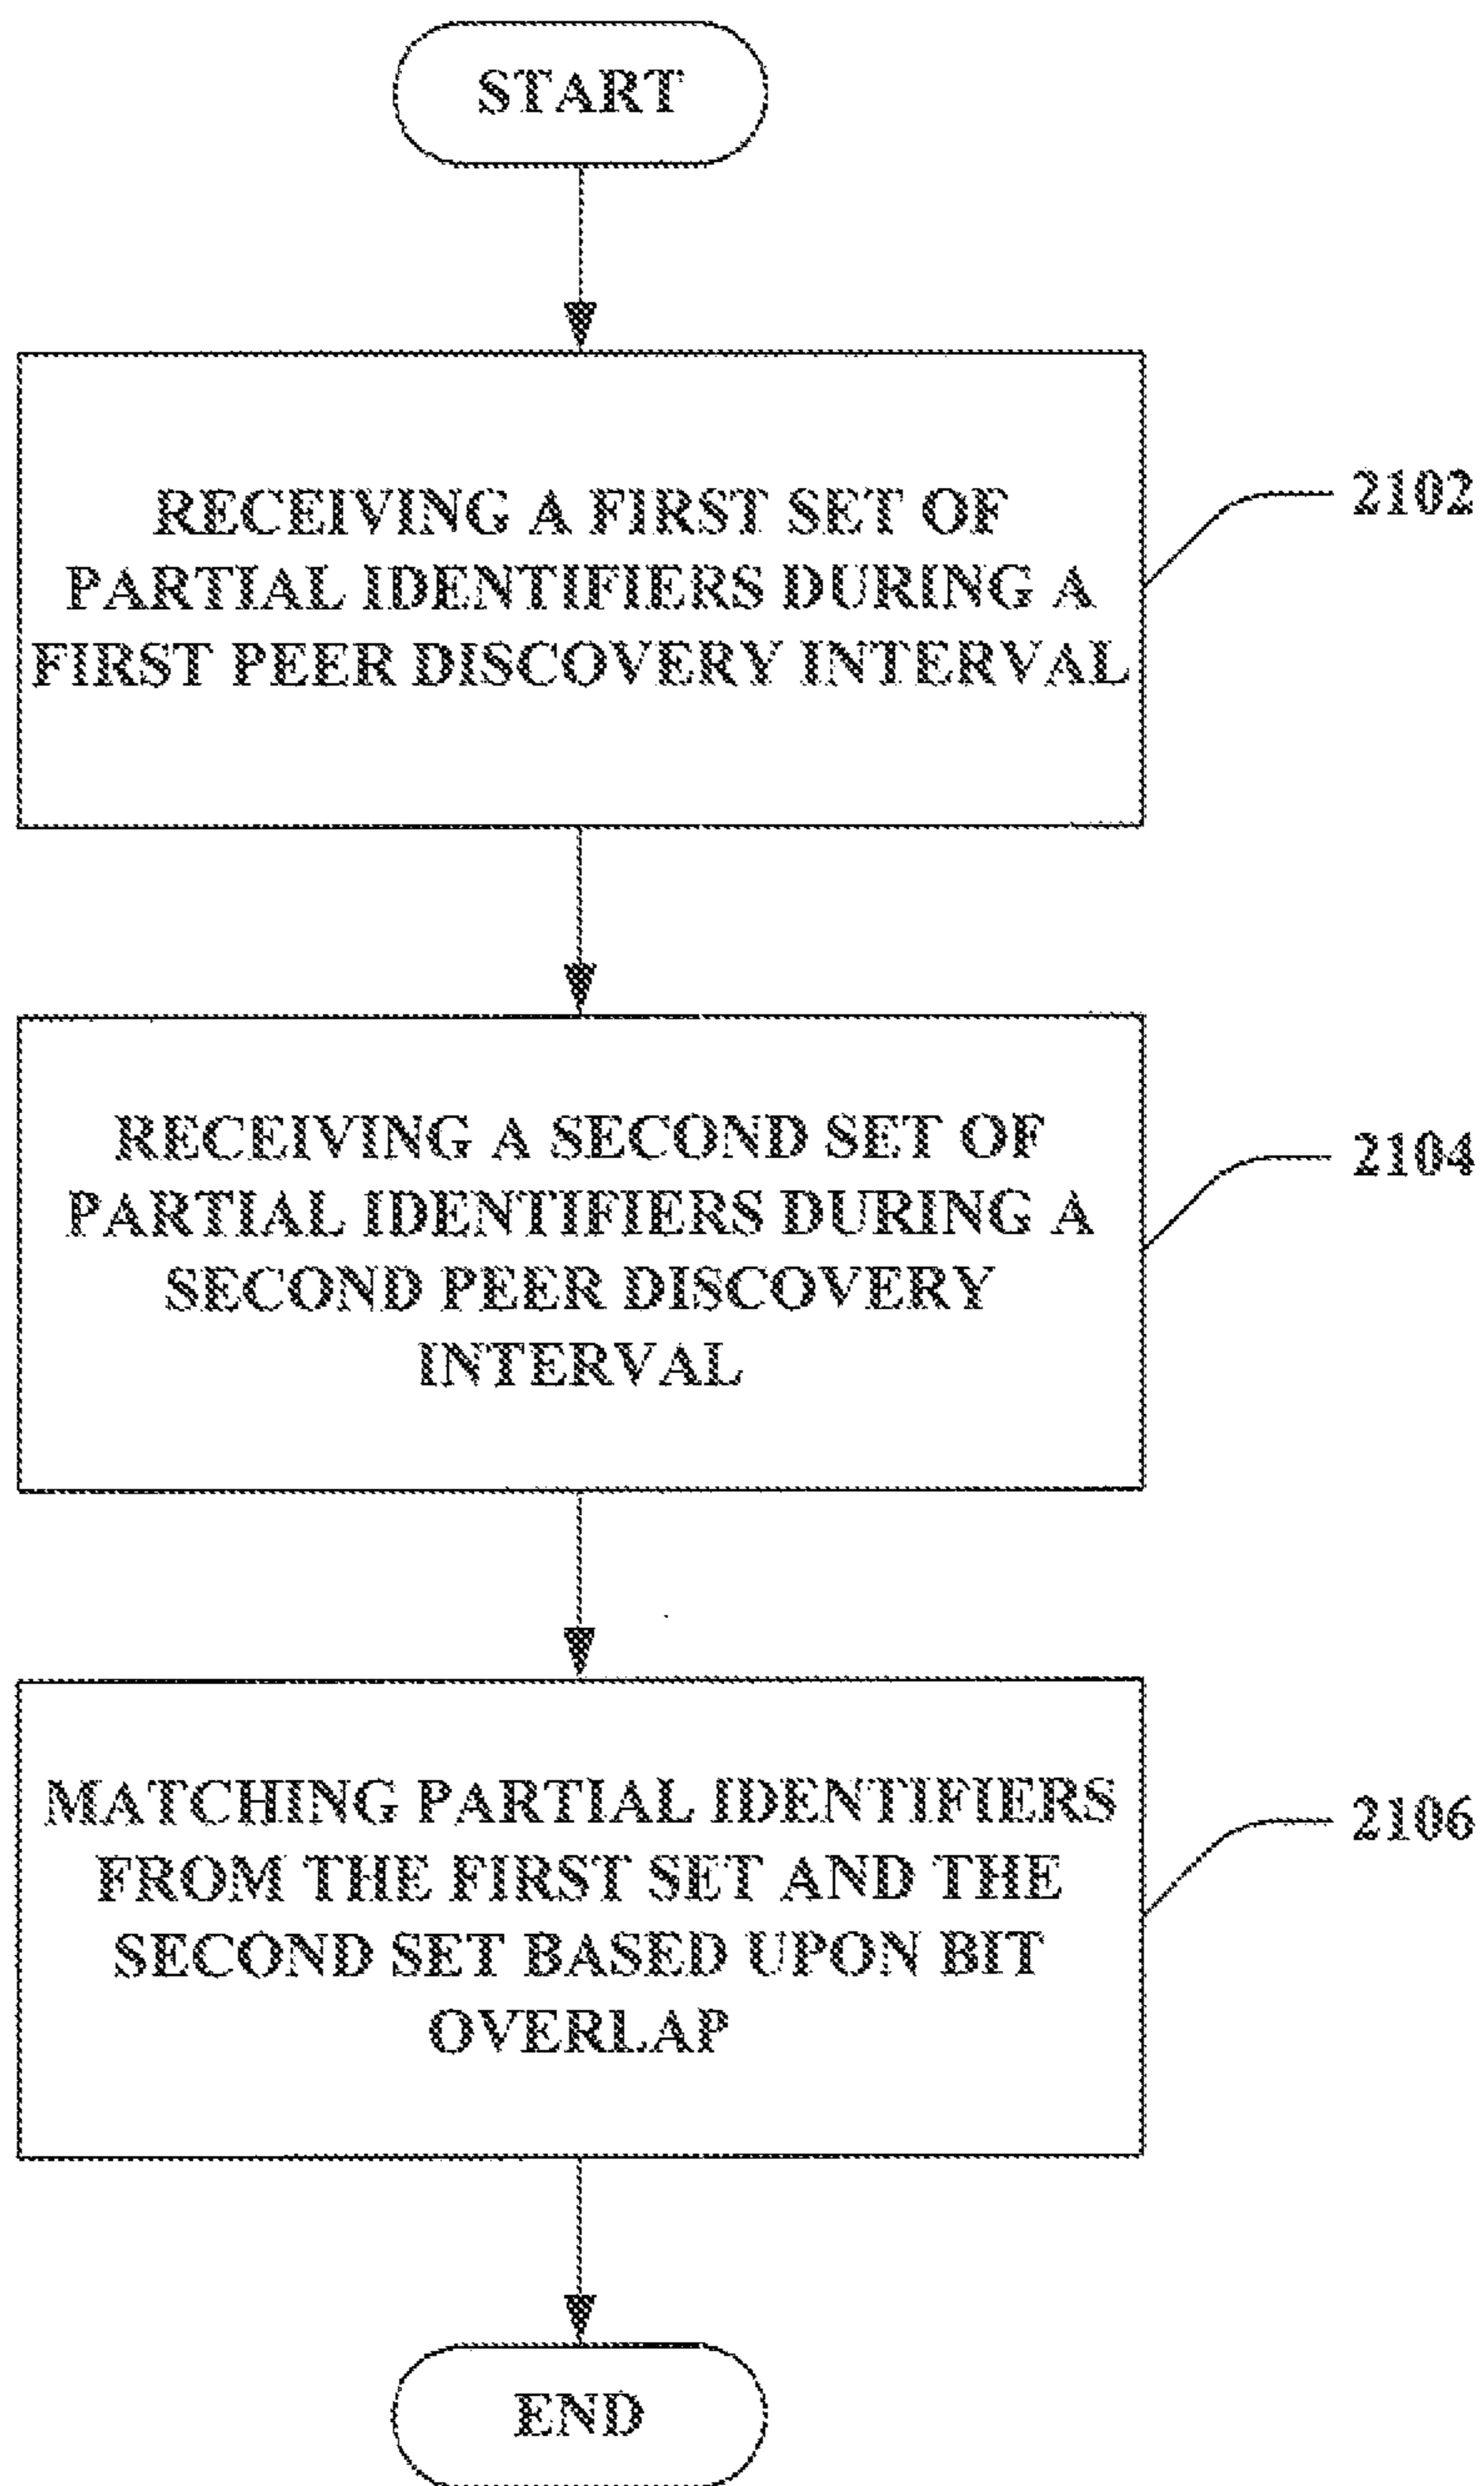 START
RECEIVING A FIRST SET OF
PARTIAL IDENTIFIERS DURING A
FIRST PEER DISCOVERY INTERVAL
2102
RECEIVING A SECOND SET OF
PARTIAL IDENTIFIERS DURING A
SECOND PEER DISCOVERY
INTERVAL
2104
MATCHING PARTIAL IDENTIFIERS
FROM THE FIRST SET AND THE
SECOND SET BASED UPON BIT
OVERLAP
2106
END